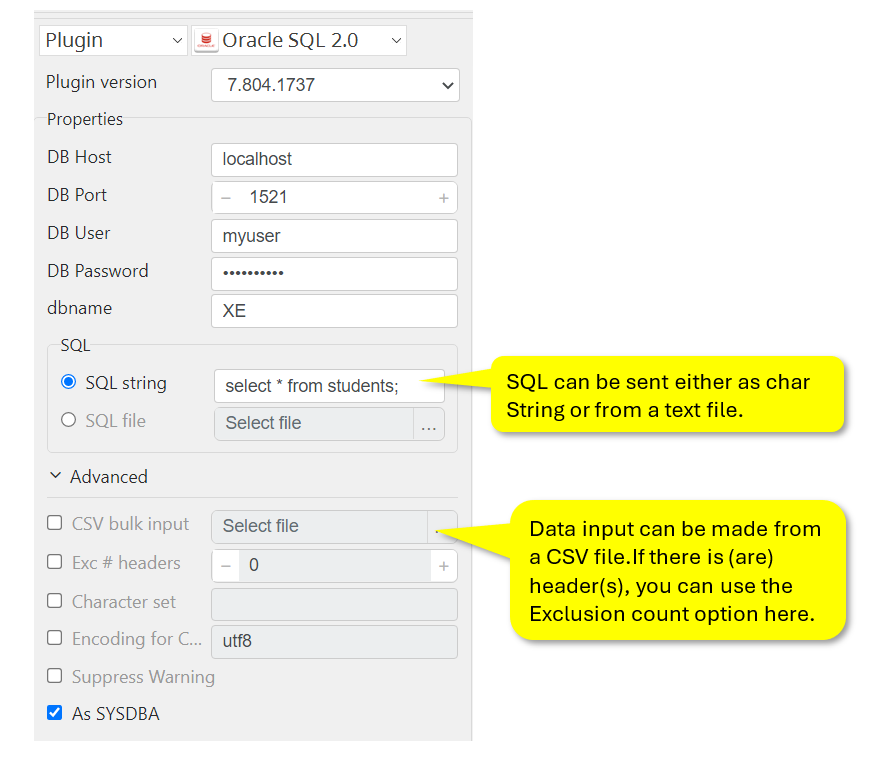 Plugin
Oracle SQL 2.0
Plugin version
7.804.1737
Properties
DB Host
localhost
DB Port
− 1521 +
DB User
myuser
DB Password
••••••••••
dbname
XE
SQL
SQL string
select * from students;
SQL file
Select file
...
Advanced
CSV bulk input
Select file
Exc # headers
− 0 +
Character set
Encoding for C...
utf8
Suppress Warning
As SYSDBA
SQL can be sent either as char
String or from a text file.
Data input can be made from
a CSV file.If there is (are)
header(s), you can use the
Exclusion count option here.